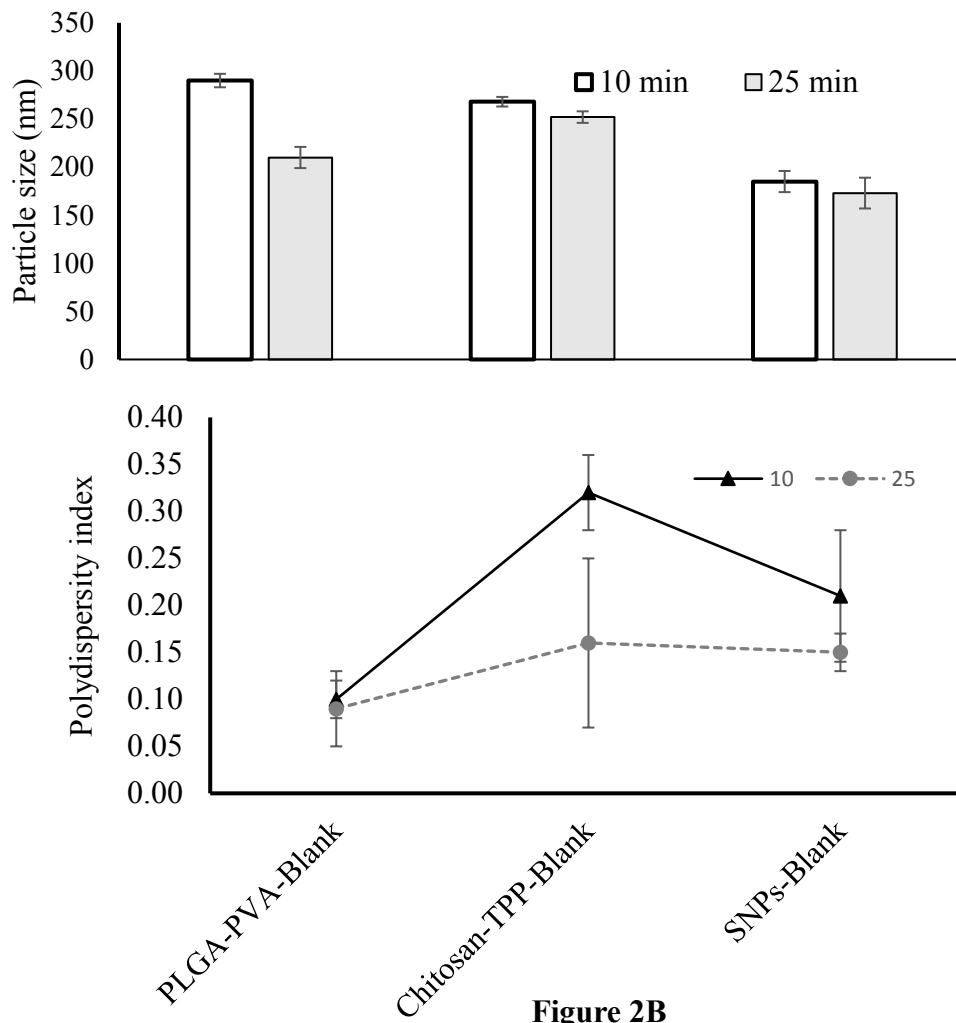 350
300
250
200
150
100
50
0
Particle size (nm)
10 min
25 min
0.40
0.35
0.30
0.25
0.20
0.15
0.10
0.05
0.00
Polydispersity index
10
25
PLGA-PVA-Blank
Chitosan-TPP-Blank
SNPs-Blank
Figure 2B